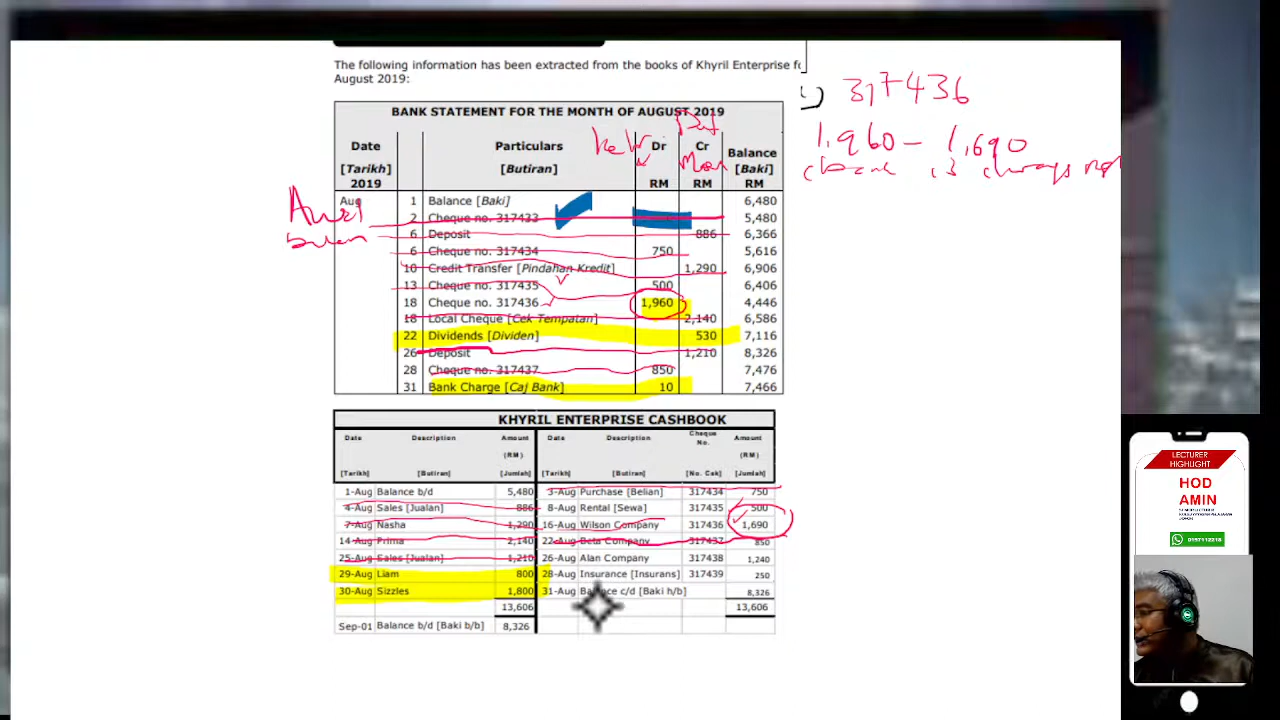 The following information has been extracted from the books of Khyril Enterprise fo
August 2019:
317436
1,960 – 1,690
is always
BANK STATEMENT FOR THE MONTH OF AUGUST 2019
Date [Tarikh] 2019 Particulars [Butiran] Dr RM Cr RM Balance [Baki] RM
Awal
bulan
Aug 1 Balance [Baki] 6,480
2 Cheque no. 317433 5,480
6 Deposit 886 6,366
6 Cheque no. 317434 750 5,616
10 Credit Transfer [Pindahan Kredit] 1,290 6,906
13 Cheque no. 317435 500 6,406
18 Cheque no. 317436 1,960 4,446
18 Local Cheque [Cek Tempatan] 2,140 6,586
22 Dividends [Dividen] 530 7,116
26 Deposit 1,210 8,326
28 Cheque no. 317437 850 7,476
31 Bank Charge [Caj Bank] 10 7,466
KHYRIL ENTERPRISE CASHBOOK
Date Description Amount Date Description Cheque No. Amount
(RM) (RM)
[Tarikh] [Butiran] [Jumlah] [Tarikh] [Butiran] [No. Cek] [Jumlah]
1-Aug Balance b/d 5,480 3-Aug Purchase [Belian] 317434 750
4-Aug Sales [Jualan] 886 8-Aug Rental [Sewa] 317435 500
7-Aug Nasha 1,290 16-Aug Wilson Company 317436 1,690
14-Aug Prima 2,140 22-Aug Beta Company 317437 850
25-Aug Sales [Jualan] 1,210 26-Aug Alan Company 317438 1,240
29-Aug Liam 800 28-Aug Insurance [Insurans] 317439 250
30-Aug Sizzles 1,800 31-Aug Balance c/d [Baki h/b] 8,326
13,606 13,606
Sep-01 Balance b/d [Baki b/b] 8,326
LECTURER
HIGHLIGHT
HOD
AMIN
0197112218